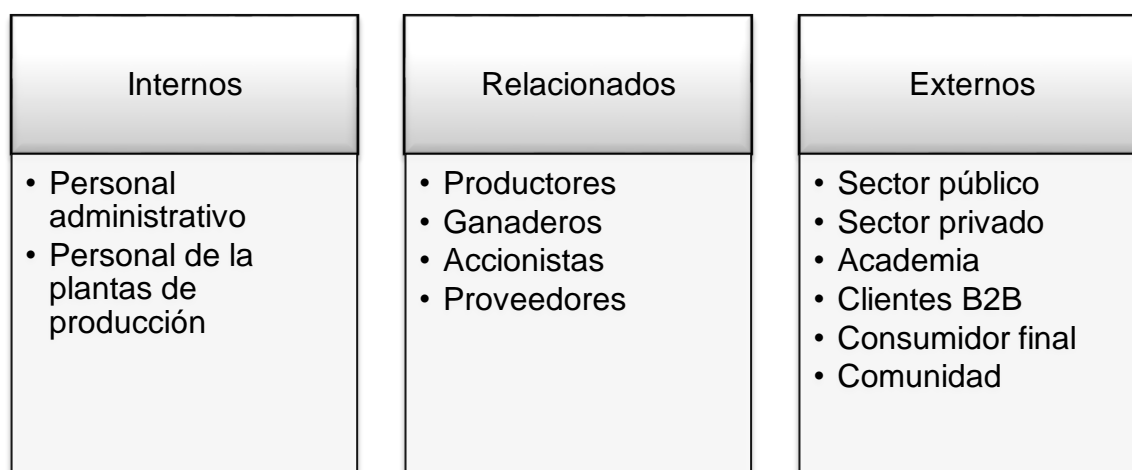 Internos
• Personal
administrativo
• Personal de la
plantas de
producción
Relacionados
• Productores
• Ganaderos
• Accionistas
• Proveedores
Externos
• Sector público
• Sector privado
• Academia
• Clientes B2B
• Consumidor final
• Comunidad